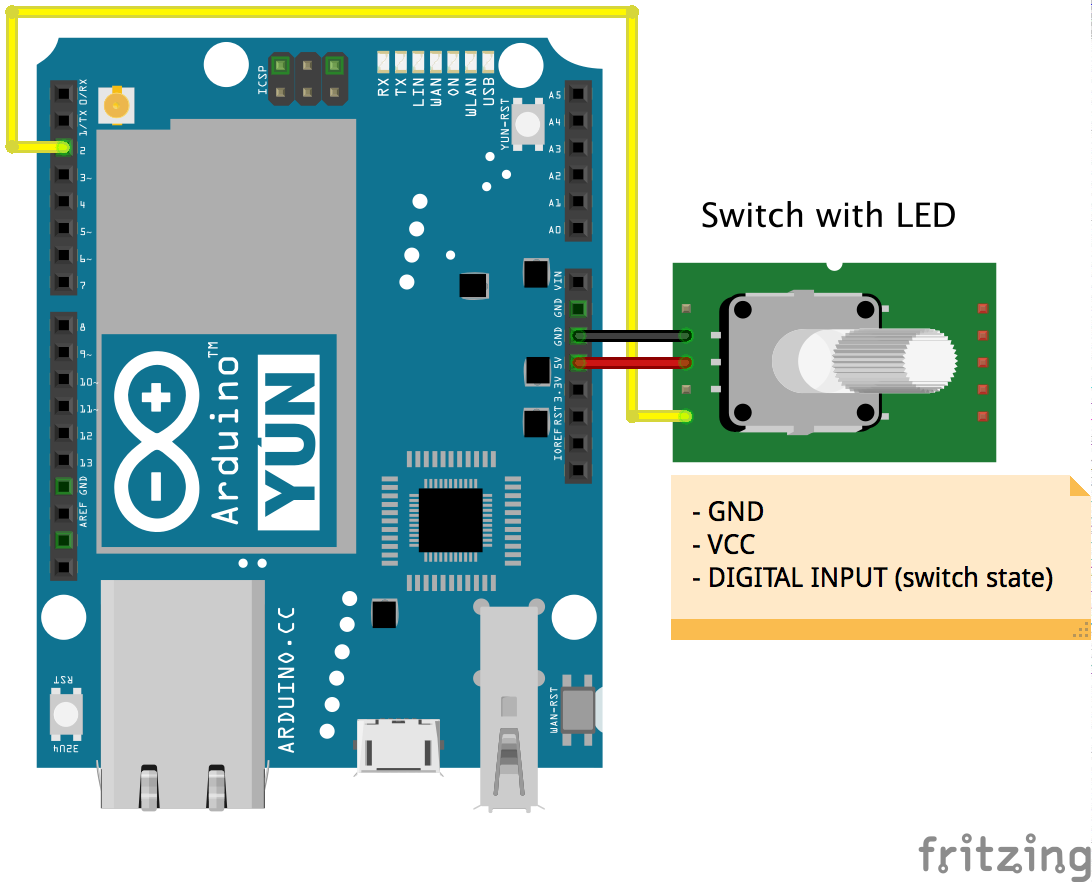 ICSP
RX
TX
LIN
WAN
ON
WLAN
USB
YUN-RST
0/RX
1/TX
2
3~
4
5~
6~
7
8
9~
10~
11~
12
13
GND
AREF
A5
A4
A3
A2
A1
A0
VIN
GND
GND
5V
3.3V
RST
IOREF
Arduino™
YÚN
Switch with LED
- GND
- VCC
- DIGITAL INPUT (switch state)
ARDUINO.CC
32U4
RST
WAN-RST
fritzing